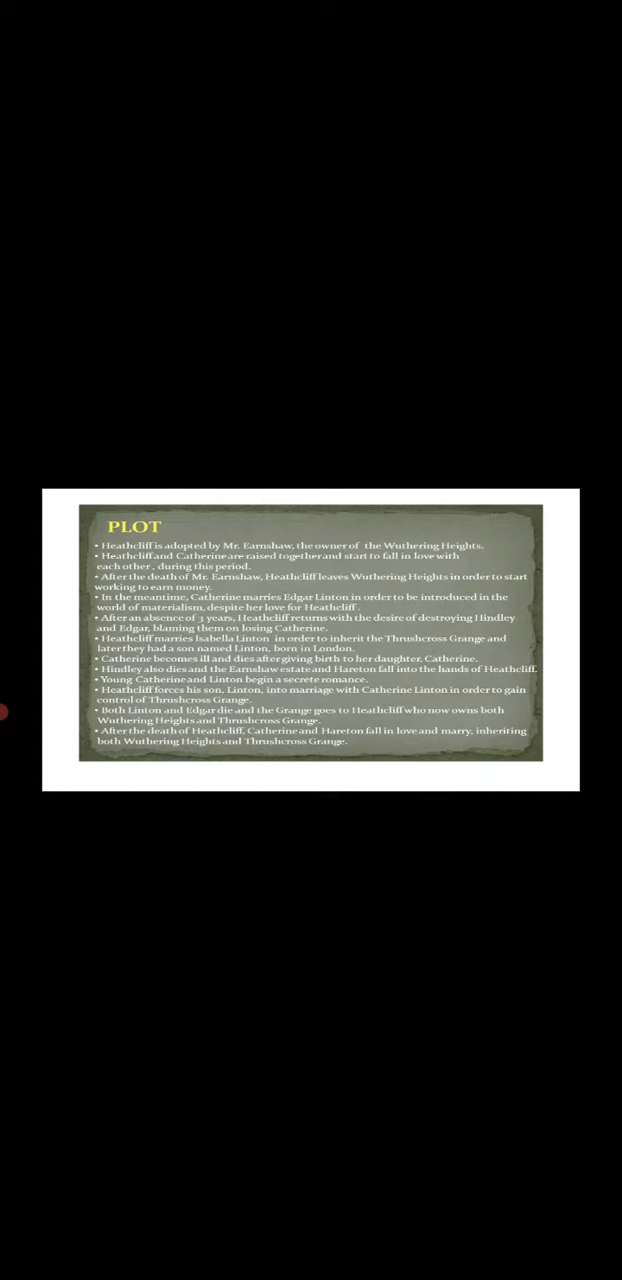 PLOT
• Heathcliff is adopted by Mr. Earnshaw, the owner of the Wuthering Heights.
• Heathcliff and Catherine are raised together and start to fall in love with
each other , during this period.
• After the death of Mr. Earnshaw, Heathcliff leaves Wuthering Heights in order to start
working to earn money.
• In the meantime, Catherine marries Edgar Linton in order to be introduced in the
world of materialism, despite her love for Heathcliff .
• After an absence of 3 years, Heathcliff returns with the desire of destroying Hindley
and Edgar, blaming them on losing Catherine.
• Heathcliff marries Isabella Linton in order to inherit the Thrushcross Grange and
later they had a son named Linton, born in London.
• Catherine becomes ill and dies after giving birth to her daughter, Catherine.
• Hindley also dies and the Earnshaw estate and Hareton fall into the hands of Heathcliff.
• Young Catherine and Linton begin a secrete romance.
• Heathcliff forces his son, Linton, into marriage with Catherine Linton in order to gain
control of Thrushcross Grange.
• Both Linton and Edgar die and the Grange goes to Heathcliff who now owns both
Wuthering Heights and Thrushcross Grange.
• After the death of Heathcliff, Catherine and Hareton fall in love and marry, inheriting
both Wuthering Heights and Thrushcross Grange.